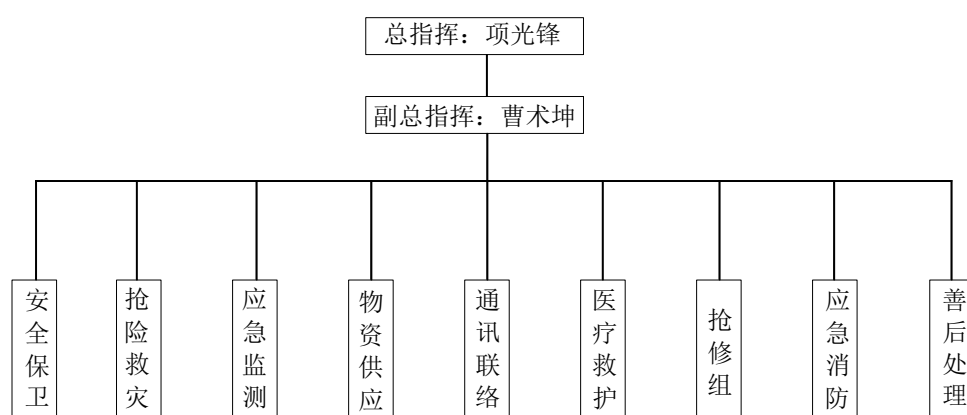 总指挥：项光锋
副总指挥：曹术坤
安全保卫
抢险救灾
应急监测
物资供应
通讯联络
医疗救护
抢修组
应急消防
善后处理